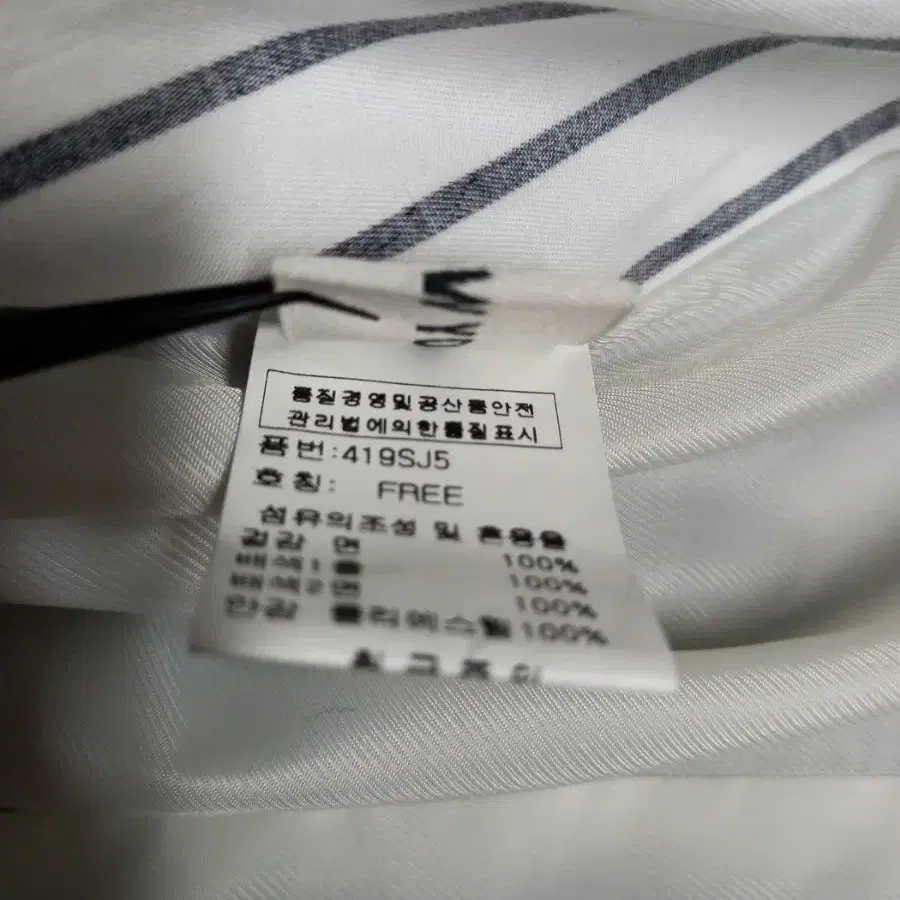 품질경영및공산품안전
관리법에의한품질표시
품번:419SJ5
호칭: FREE
섬유의조성 및 혼용율
겉감 면 100%
배색1 울 100%
배색2 면 100%
안감 폴리에스텔 100%